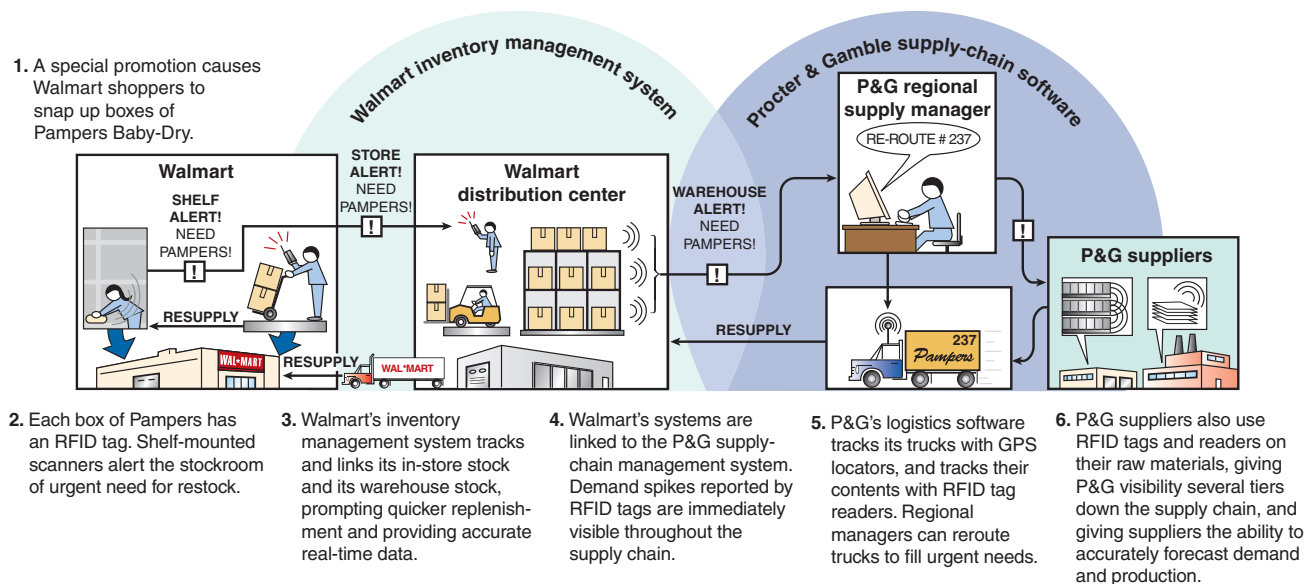 Walmart inventory management system
Procter & Gamble supply-chain software
1. A special promotion causes
Walmart shoppers to
snap up boxes of
Pampers Baby-Dry.
Walmart
SHELF
ALERT!
NEED
PAMPERS!
!
RESUPPLY
WAL*MART
STORE
ALERT!
NEED
PAMPERS!
!
RESUPPLY
WAL*MART
Walmart
distribution center
WAREHOUSE
ALERT!
NEED
PAMPERS!
!
RESUPPLY
P&G regional
supply manager
RE-ROUTE # 237
!
237
Pampers
P&G suppliers
2. Each box of Pampers has
an RFID tag. Shelf-mounted
scanners alert the stockroom
of urgent need for restock.
3. Walmart’s inventory
management system tracks
and links its in-store stock
and its warehouse stock,
prompting quicker replenish-
ment and providing accurate
real-time data.
4. Walmart’s systems are
linked to the P&G supply-
chain management system.
Demand spikes reported by
RFID tags are immediately
visible throughout the
supply chain.
5. P&G’s logistics software
tracks its trucks with GPS
locators, and tracks their
contents with RFID tag
readers. Regional
managers can reroute
trucks to fill urgent needs.
6. P&G suppliers also use
RFID tags and readers on
their raw materials, giving
P&G visibility several tiers
down the supply chain, and
giving suppliers the ability to
accurately forecast demand
and production.